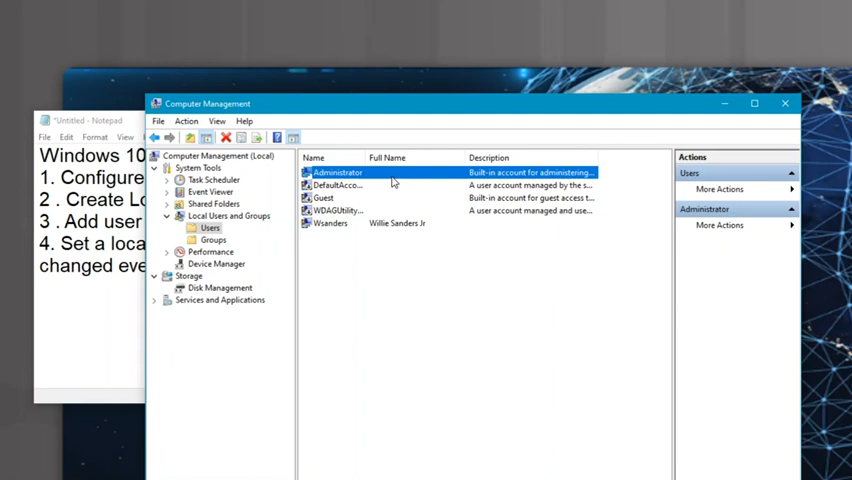 *Untitled - Notepad
File Edit Format View
Windows 10
1. Configure
2 . Create Lo
3 . Add user
4. Set a loca
changed eve
Computer Management
File Action View Help
Computer Management (Local)
System Tools
Task Scheduler
Event Viewer
Shared Folders
Local Users and Groups
Users
Groups
Performance
Device Manager
Storage
Disk Management
Services and Applications
Name Full Name Description
Administrator Built-in account for administering...
DefaultAcco... A user account managed by the s...
Guest Built-in account for guest access t...
WDAGUtility... A user account managed and use...
Wsanders Willie Sanders Jr
Actions
Users
More Actions
Administrator
More Actions